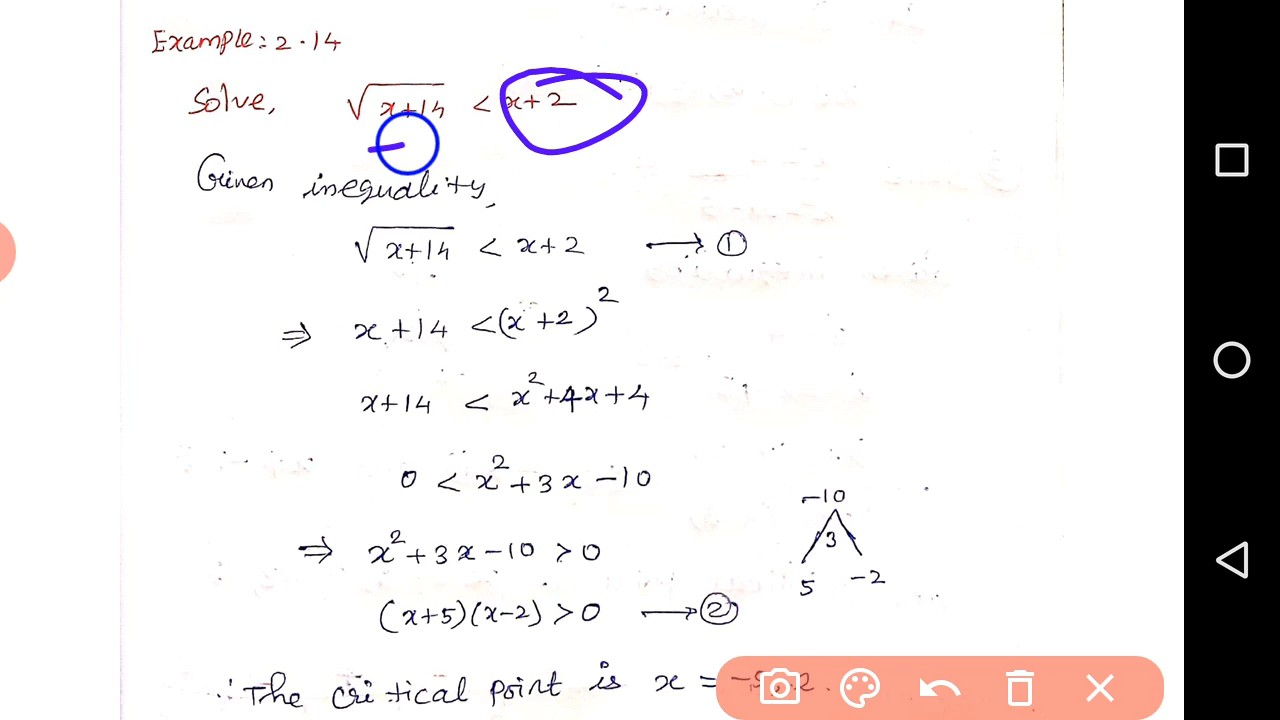 Example: 2.14
Solve, √x+14 < x+2
Given inequality,
√x+14 < x+2 ⟶ ①
⇒ x+14 < (x+2)²
x+14 < x²+4x+4
0 < x²+3x-10
-10
⇒ x²+3x-10 > 0
3
5 -2
(x+5)(x-2) > 0 ⟶ ②
∴ The critical point is x = -5, 2.